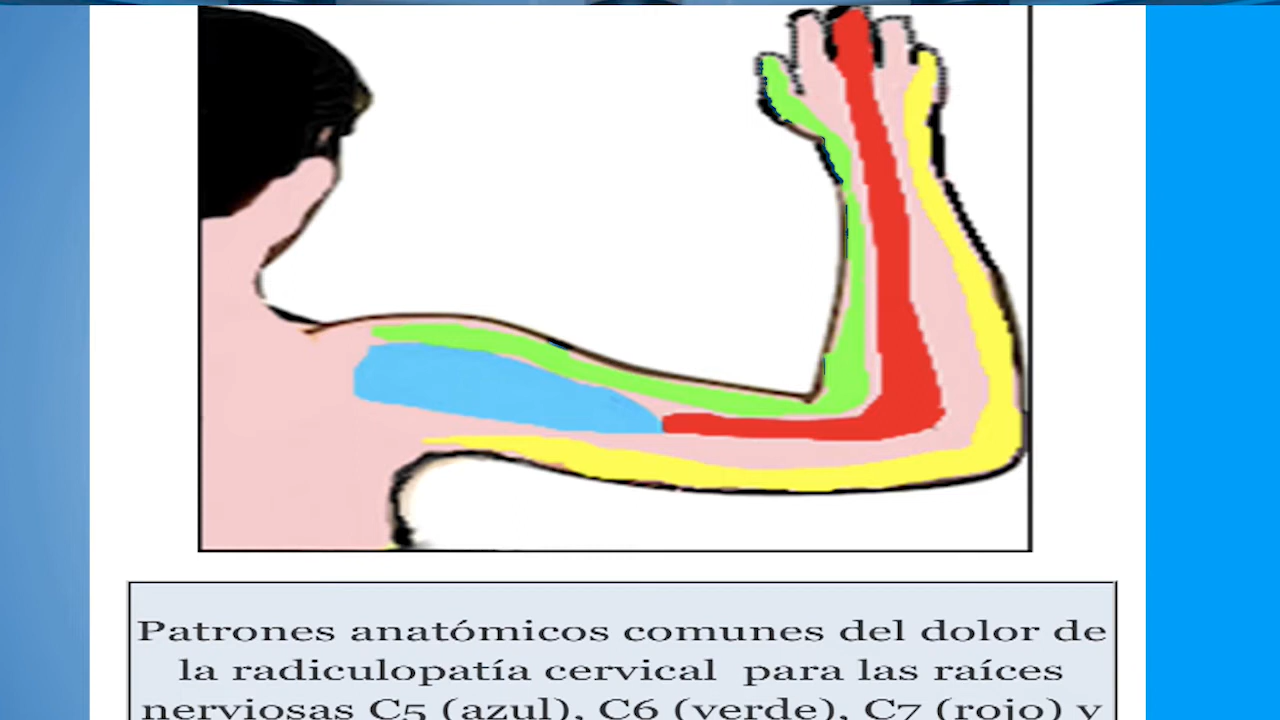 Patrones anatómicos comunes del dolor de
la radiculopatía cervical para las raíces
nerviosas C5 (azul), C6 (verde), C7 (rojo) y